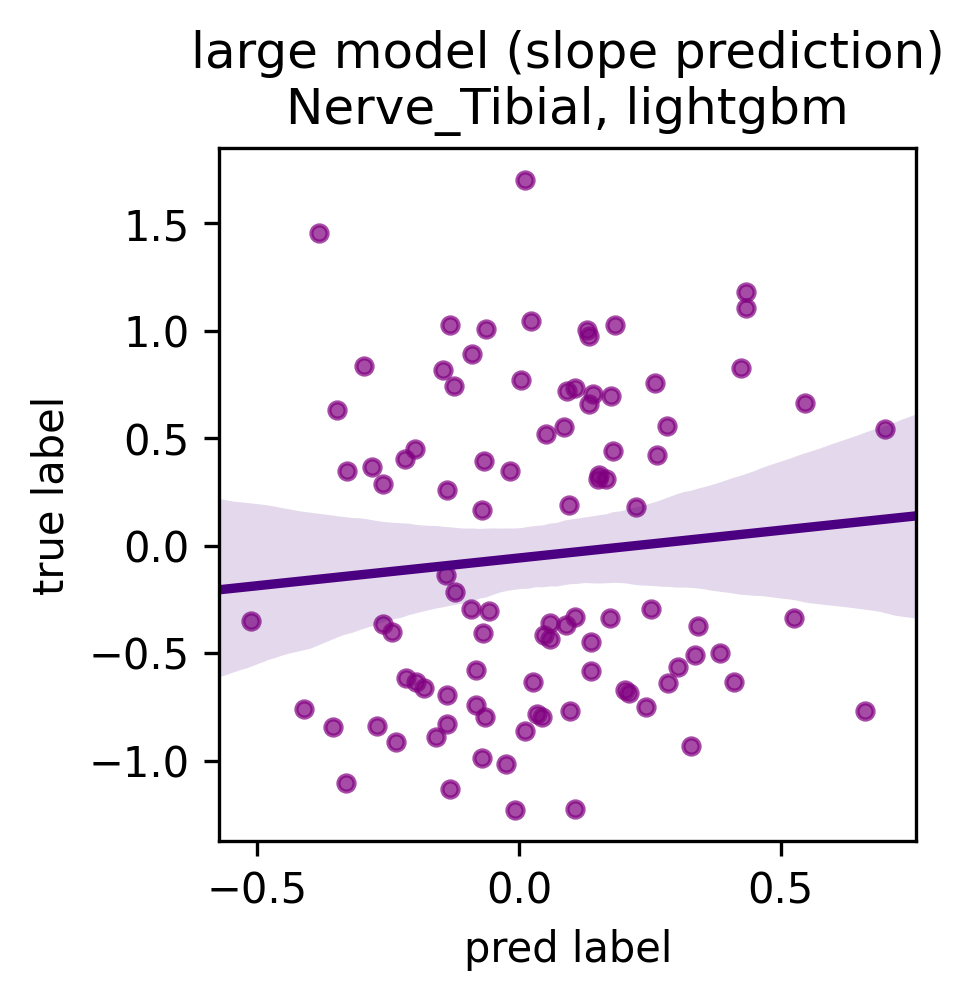 large model (slope prediction)
Nerve_Tibial, lightgbm
1.5
1.0
0.5
0.0
−0.5
−1.0
true label
−0.5 0.0 0.5
pred label